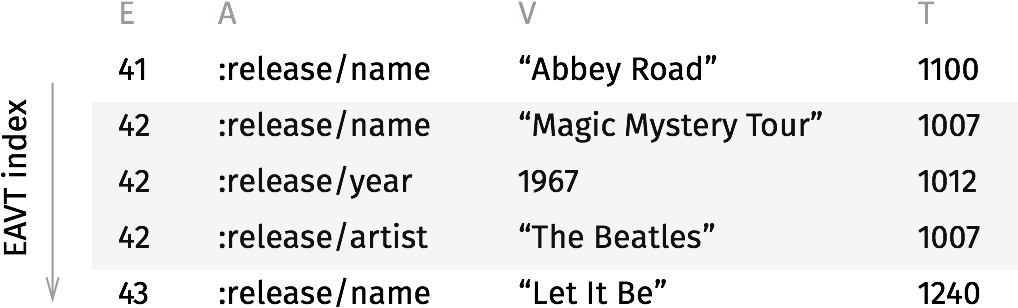 E A V T
41 :release/name “Abbey Road” 1100
42 :release/name “Magic Mystery Tour” 1007
42 :release/year 1967 1012
42 :release/artist “The Beatles” 1007
43 :release/name “Let It Be” 1240
EAVT index